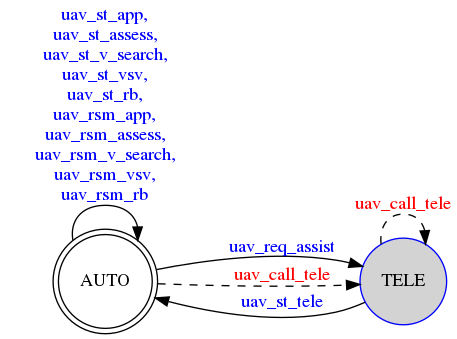 uav_st_app,
uav_st_assess,
uav_st_v_search,
uav_st_vsv,
uav_st_rb,
uav_rsm_app,
uav_rsm_assess,
uav_rsm_v_search,
uav_rsm_vsv,
uav_rsm_rb
uav_call_tele
uav_req_assist
AUTO
uav_call_tele
TELE
uav_st_tele